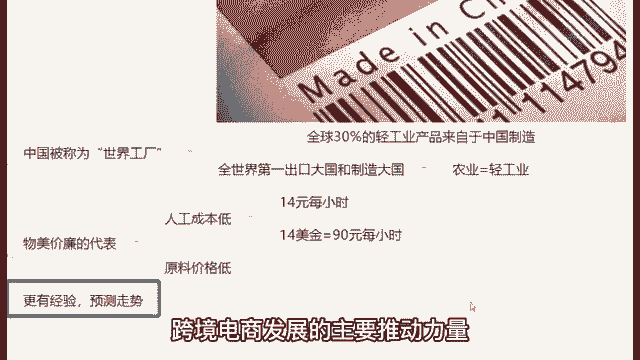 Made in Ch
114794
全球30%的轻工业产品来自于中国制造
中国被称为“世界工厂”
全世界第一出口大国和制造大国
农业=轻工业
14元每小时
人工成本低
14美金=90元每小时
物美价廉的代表
原料价格低
更有经验，预测走势
跨境电商发展的主要推动力量